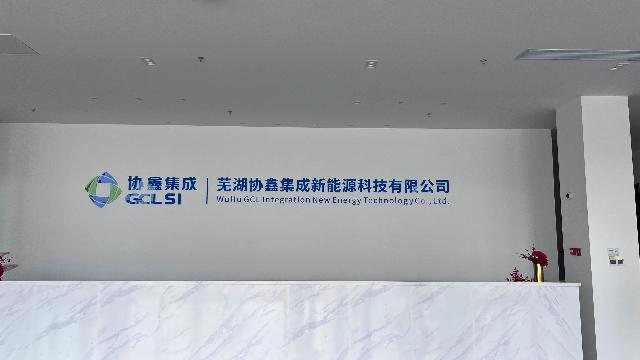 协鑫集成
GCL SI
芜湖协鑫集成新能源科技有限公司
WuHu GCL Integration New Energy Technology Co., Ltd.